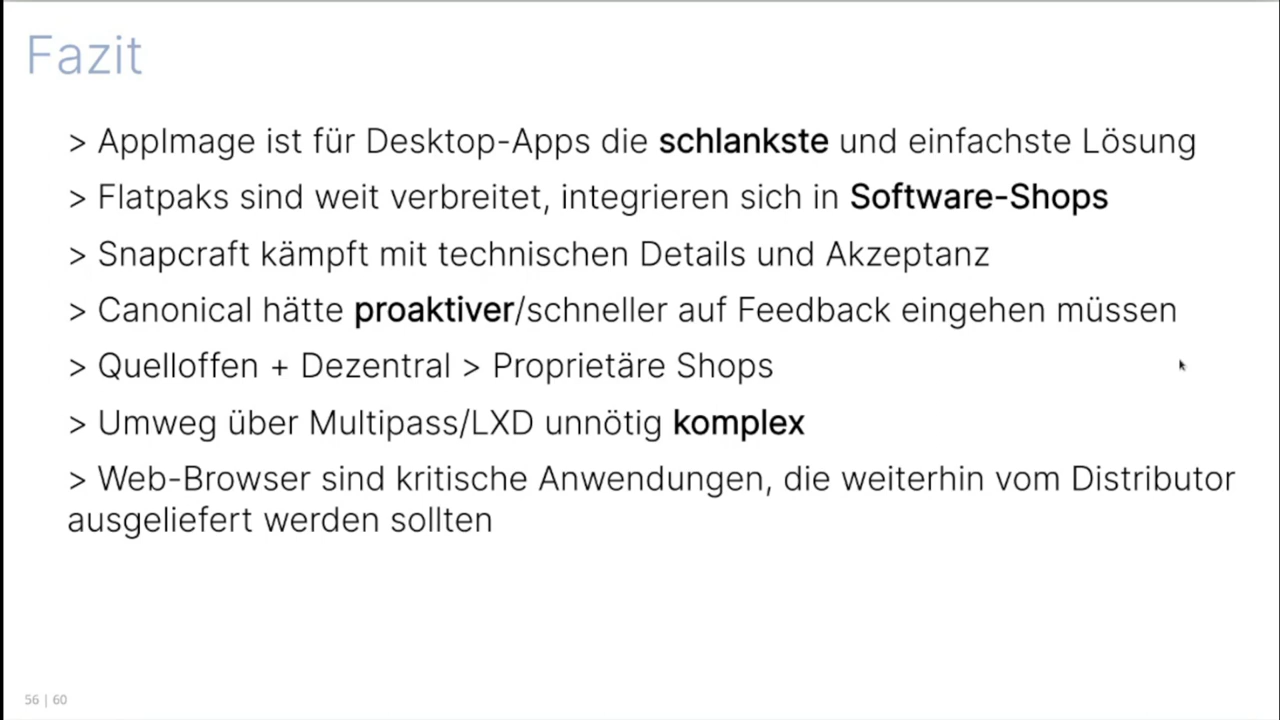 Fazit
> AppImage ist für Desktop-Apps die schlankste und einfachste Lösung
> Flatpaks sind weit verbreitet, integrieren sich in Software-Shops
> Snapcraft kämpft mit technischen Details und Akzeptanz
> Canonical hätte proaktiver/schneller auf Feedback eingehen müssen
> Quelloffen + Dezentral > Proprietäre Shops
> Umweg über Multipass/LXD unnötig komplex
> Web-Browser sind kritische Anwendungen, die weiterhin vom Distributor
ausgeliefert werden sollten
56 | 60